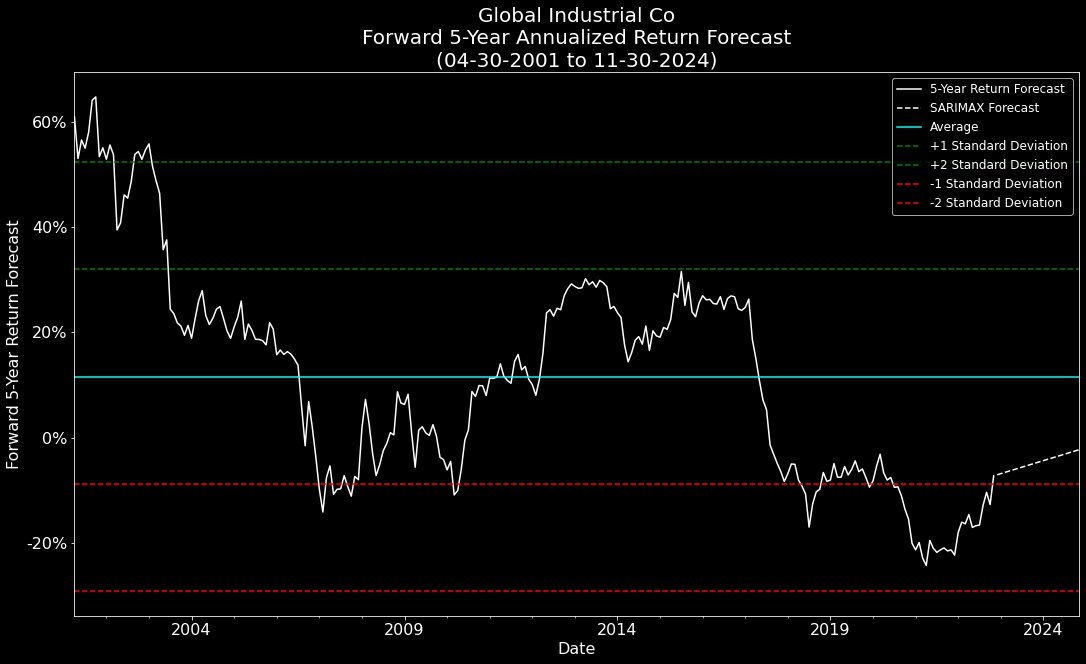 Global Industrial Co
Forward 5-Year Annualized Return Forecast
(04-30-2001 to 11-30-2024)
5-Year Return Forecast
SARIMAX Forecast
Average
+1 Standard Deviation
+2 Standard Deviation
-1 Standard Deviation
-2 Standard Deviation
Forward 5-Year Return Forecast
60%
40%
20%
0%
-20%
2004
2009
2014
2019
2024
Date